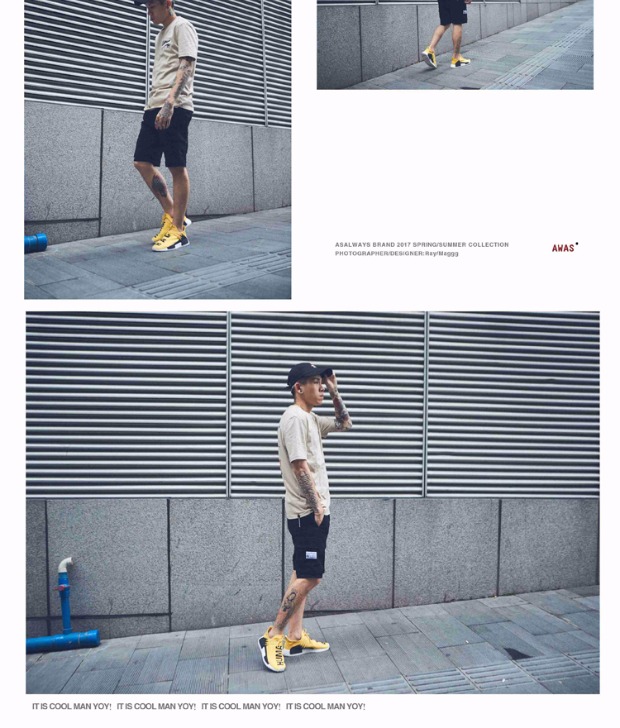 ASALWAYS BRAND 2017 SPRING/SUMMER COLLECTION
PHOTOGRAPHER/DESIGNER: Ray/Maggg
AWAS
HUMAN
IT IS COOL MAN YOY! IT IS COOL MAN YOY! IT IS COOL MAN YOY! IT IS COOL MAN YOY!